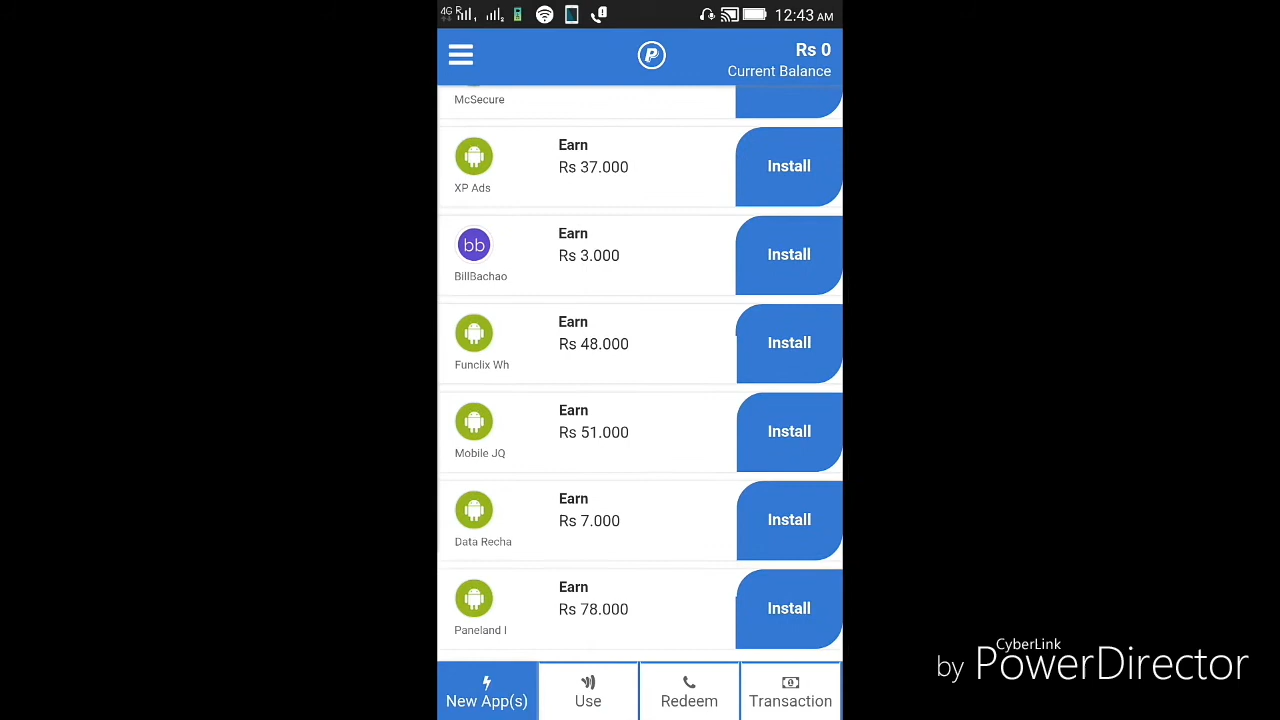 4G R
12:43 AM
Rs 0
Current Balance
McSecure
Earn
Rs 37.000
Install
XP Ads
Earn
Rs 3.000
Install
bb
BillBachao
Earn
Rs 48.000
Install
Funclix Wh
Earn
Rs 51.000
Install
Mobile JQ
Earn
Rs 7.000
Install
Data Recha
Earn
Rs 78.000
Install
Paneland I
New App(s)
Use
Redeem
Transaction
CyberLink
by PowerDirector